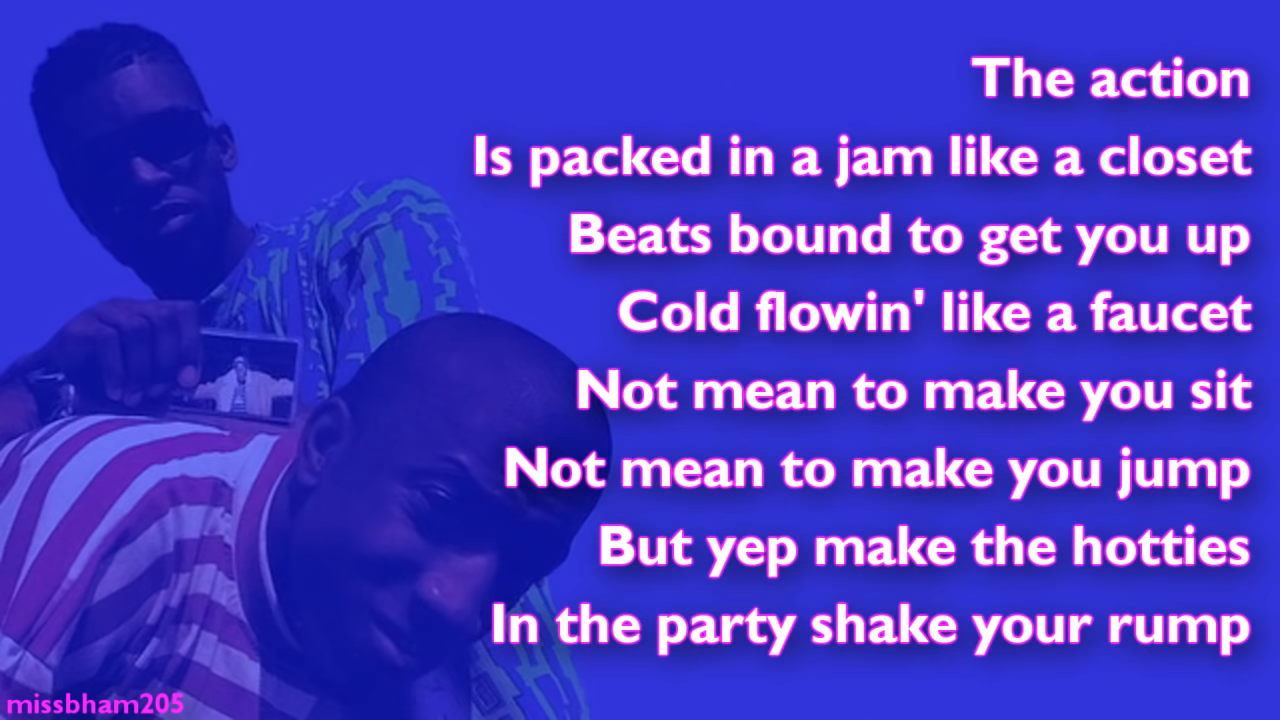 The action
Is packed in a jam like a closet
Beats bound to get you up
Cold flowin' like a faucet
Not mean to make you sit
Not mean to make you jump
But yep make the hotties
In the party shake your rump
missbham205